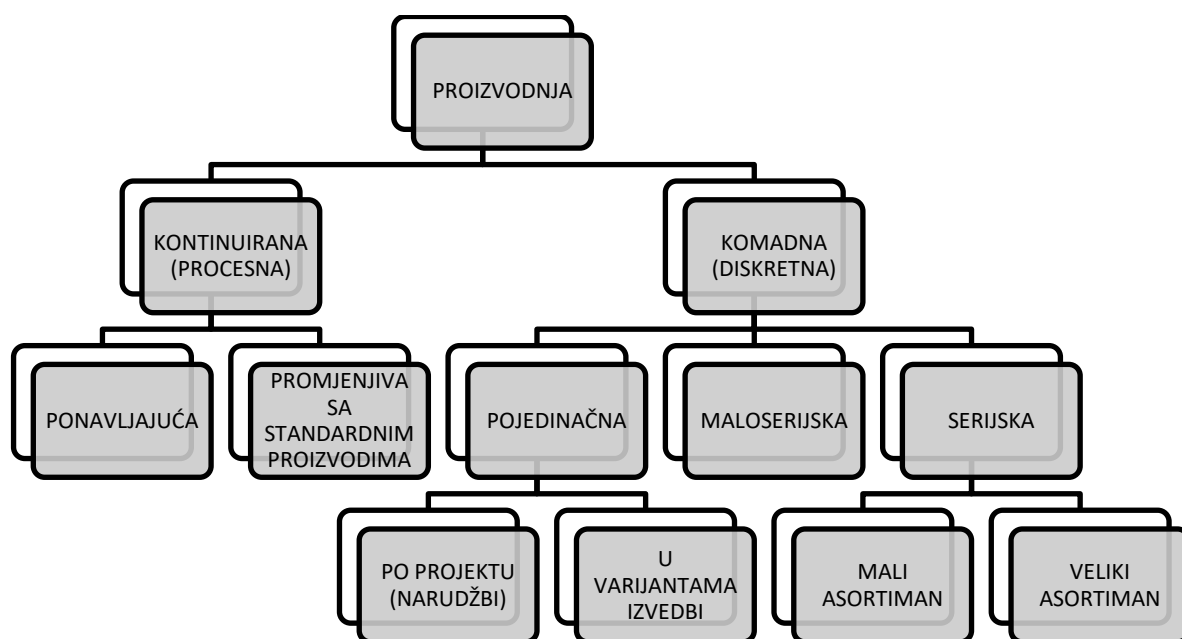 PROIZVODNJA
KONTINUIRANA
(PROCESNA)
KOMADNA
(DISKRETNA)
PONAVLJAJUĆA
PROMJENJIVA
SA
STANDARDNIM
PROIZVODIMA
POJEDINAČNA
MALOSERIJSKA
SERIJSKA
PO PROJEKTU
(NARUDŽBI)
U
VARIJANTAMA
IZVEDBI
MALI
ASORTIMAN
VELIKI
ASORTIMAN